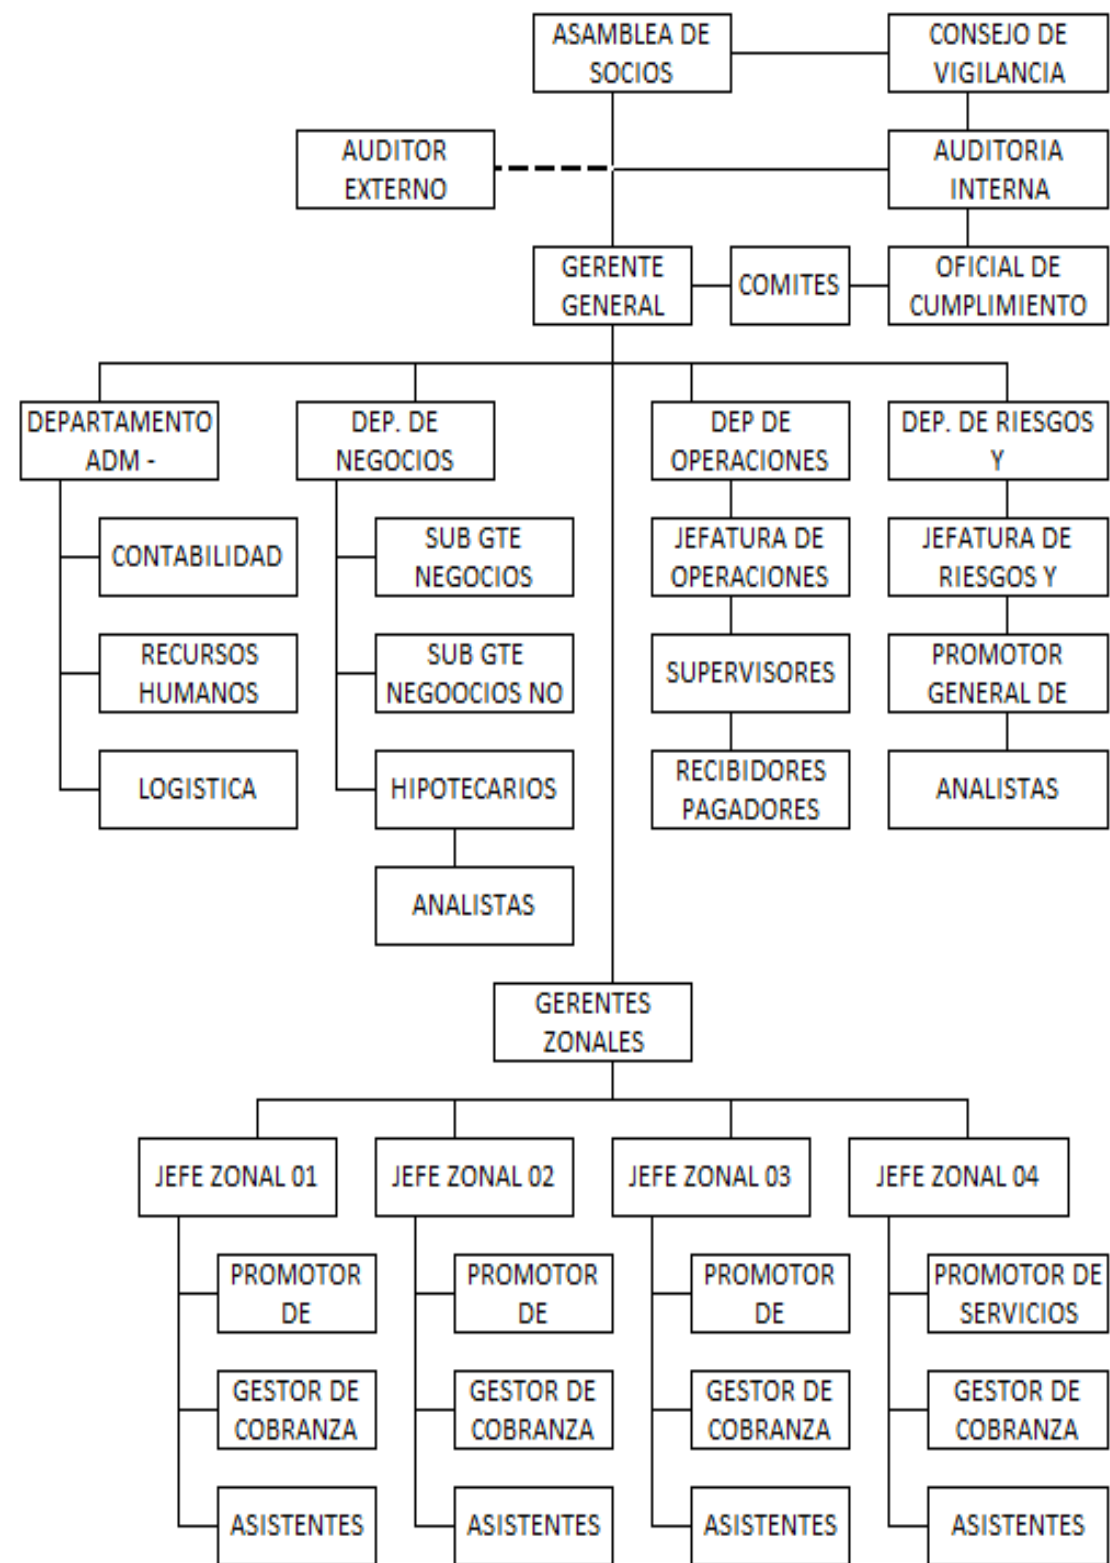 ASAMBLEA DE
SOCIOS
CONSEJO DE
VIGILANCIA
AUDITOR
EXTERNO
AUDITORIA
INTERNA
GERENTE
GENERAL
COMITES
OFICIAL DE
CUMPLIMIENTO
DEPARTAMENTO
ADM -
DEP. DE
NEGOCIOS
DEP DE
OPERACIONES
DEP. DE RIESGOS
Y
CONTABILIDAD
SUB GTE
NEGOCIOS
JEFATURA DE
OPERACIONES
JEFATURA DE
RIESGOS Y
RECURSOS
HUMANOS
SUB GTE
NEGOOCIOS NO
SUPERVISORES
PROMOTOR
GENERAL DE
LOGISTICA
HIPOTECARIOS
RECIBIDORES
PAGADORES
ANALISTAS
ANALISTAS
GERENTES
ZONALES
JEFE ZONAL 01
JEFE ZONAL 02
JEFE ZONAL 03
JEFE ZONAL 04
PROMOTOR
DE
PROMOTOR
DE
PROMOTOR
DE
PROMOTOR DE
SERVICIOS
GESTOR DE
COBRANZA
GESTOR DE
COBRANZA
GESTOR DE
COBRANZA
GESTOR DE
COBRANZA
ASISTENTES
ASISTENTES
ASISTENTES
ASISTENTES